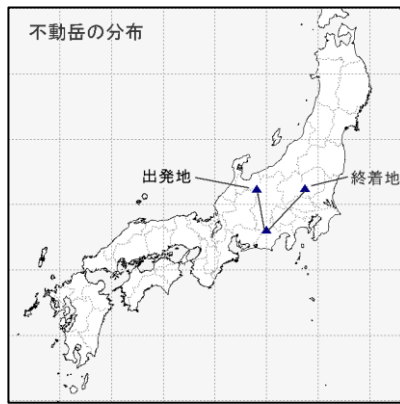 不動岳の分布
出発地
終着地